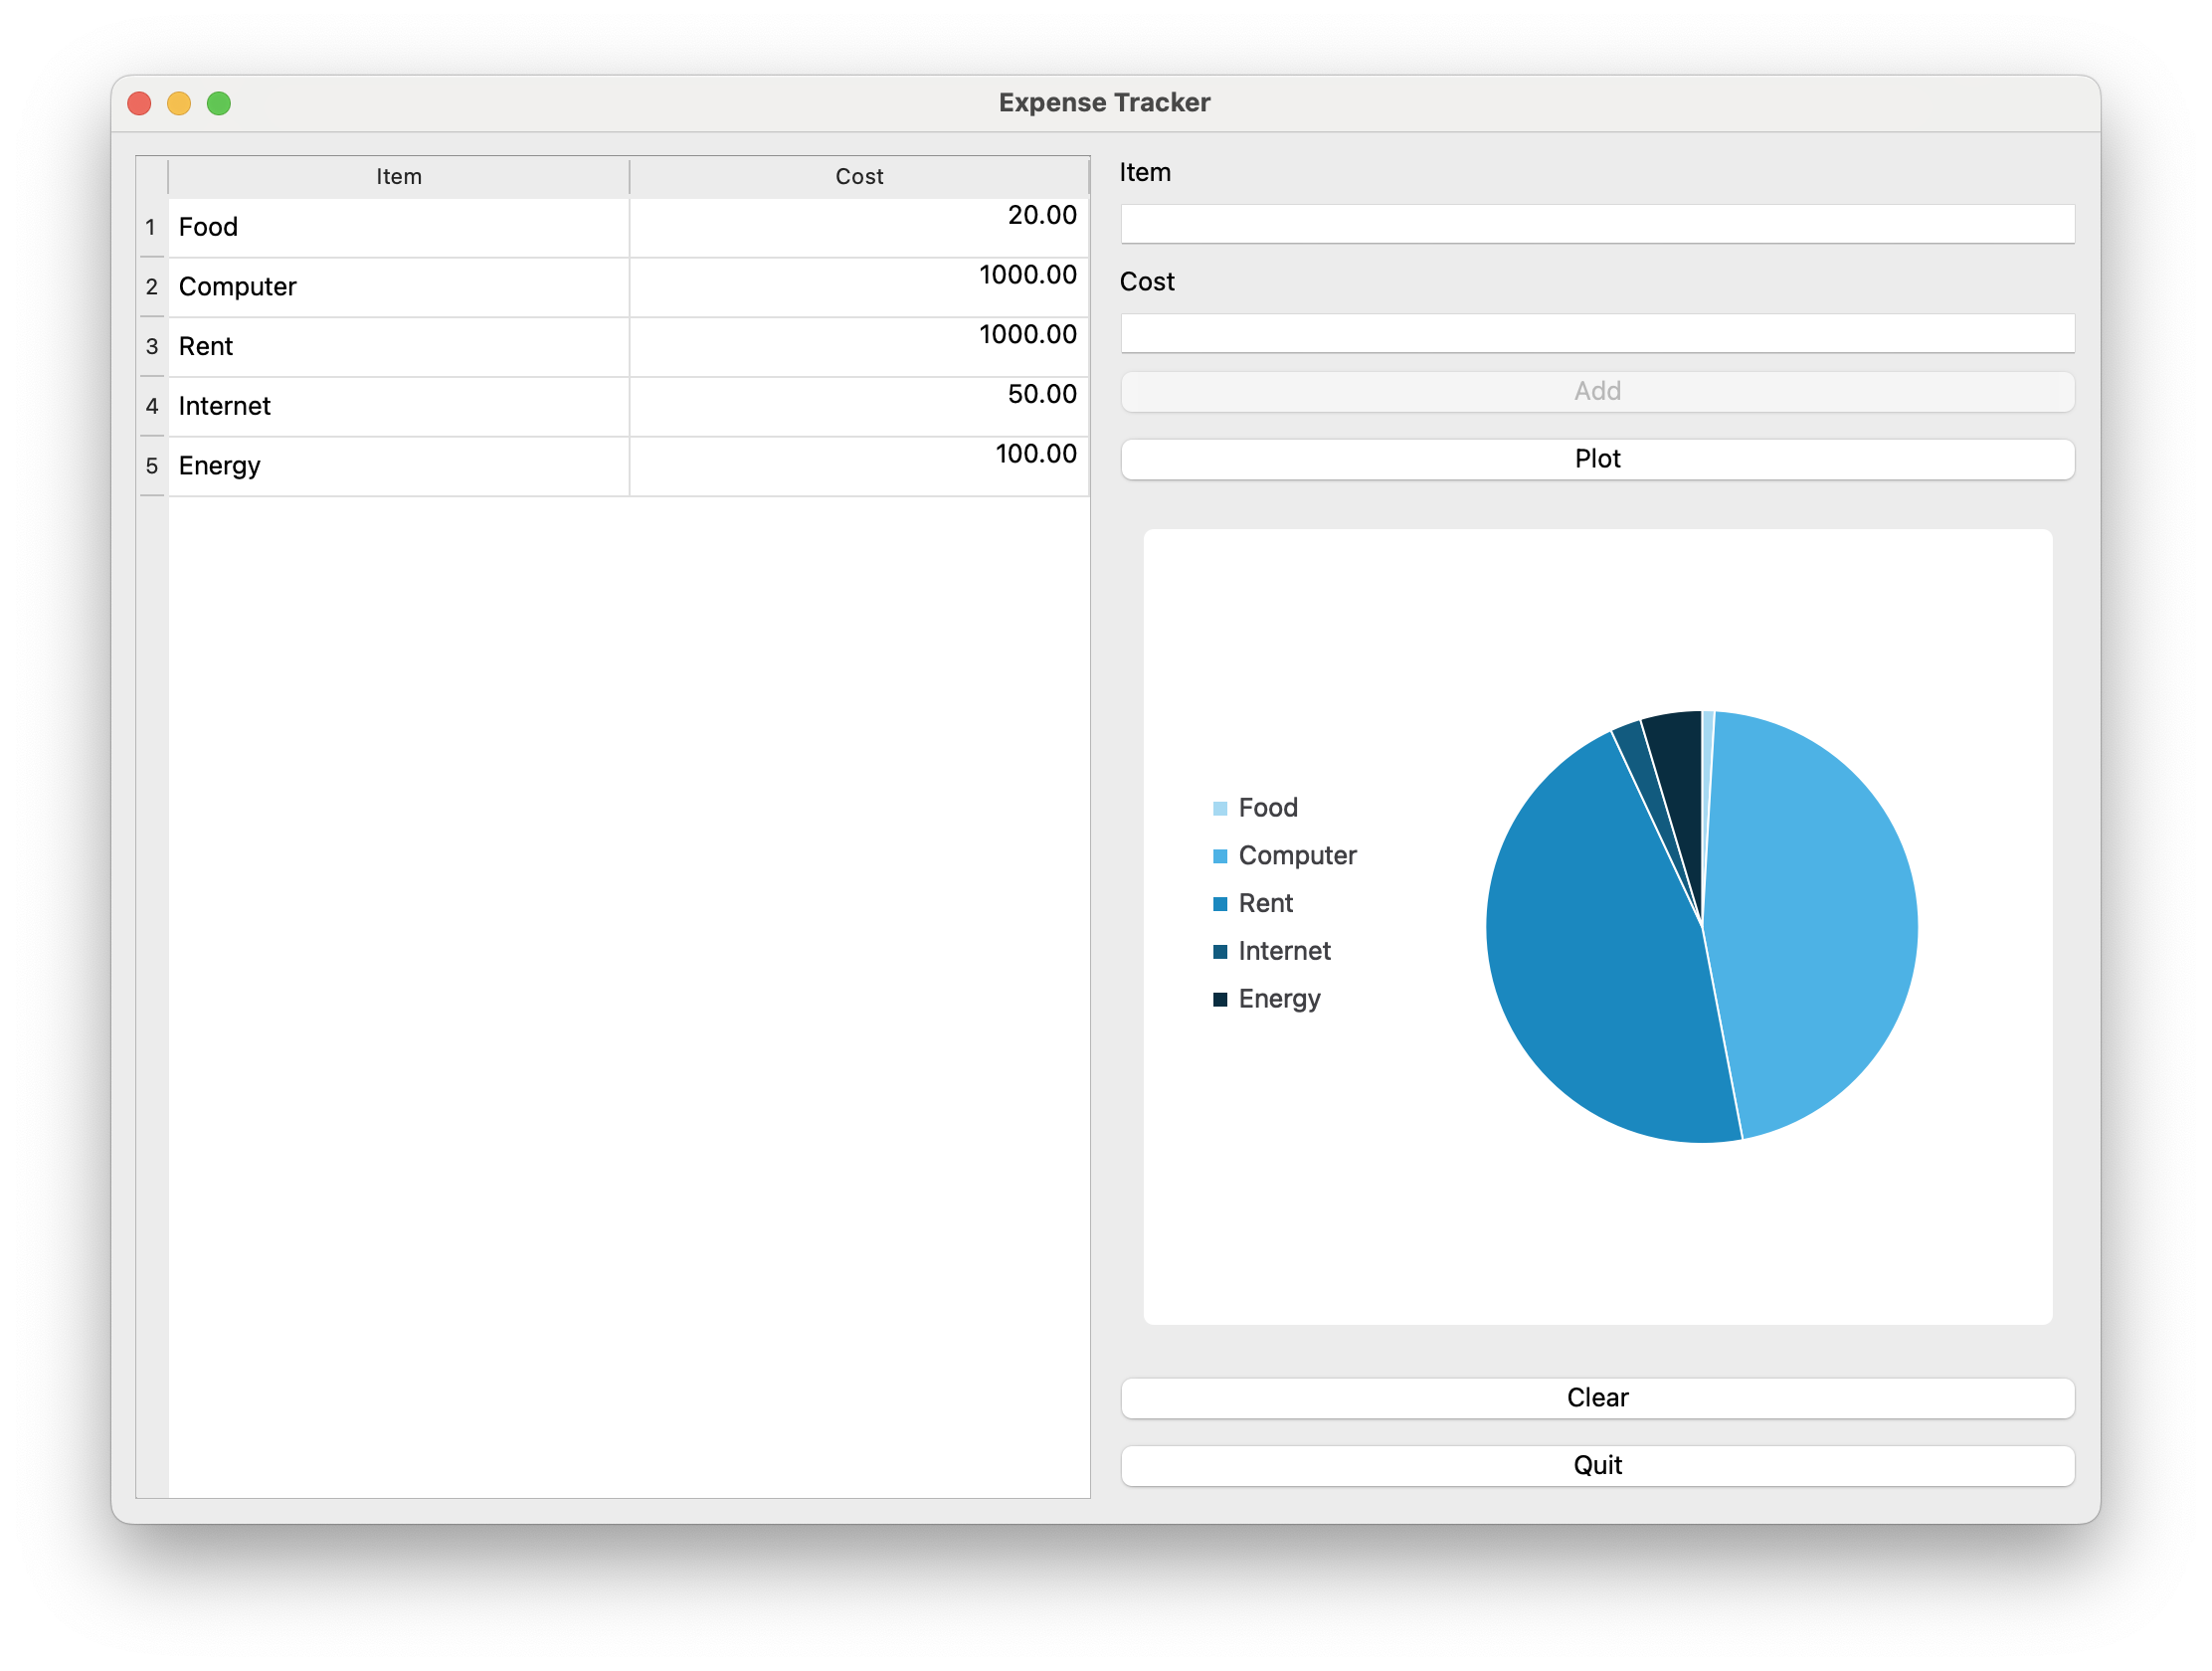 Expense Tracker
Item Cost
1 Food 20.00
2 Computer 1000.00
3 Rent 1000.00
4 Internet 50.00
5 Energy 100.00
Item
Cost
Add
Plot
Food
Computer
Rent
Internet
Energy
Clear
Quit